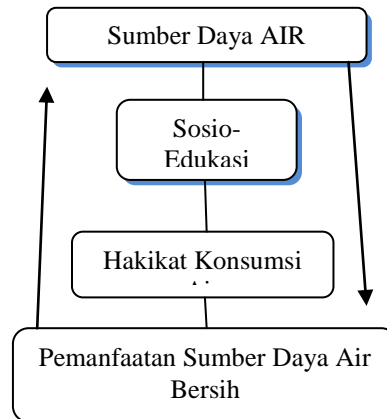 Sumber Daya AIR
Sosio-
Edukasi
Hakikat Konsumsi
Pemanfaatan Sumber Daya Air
Bersih